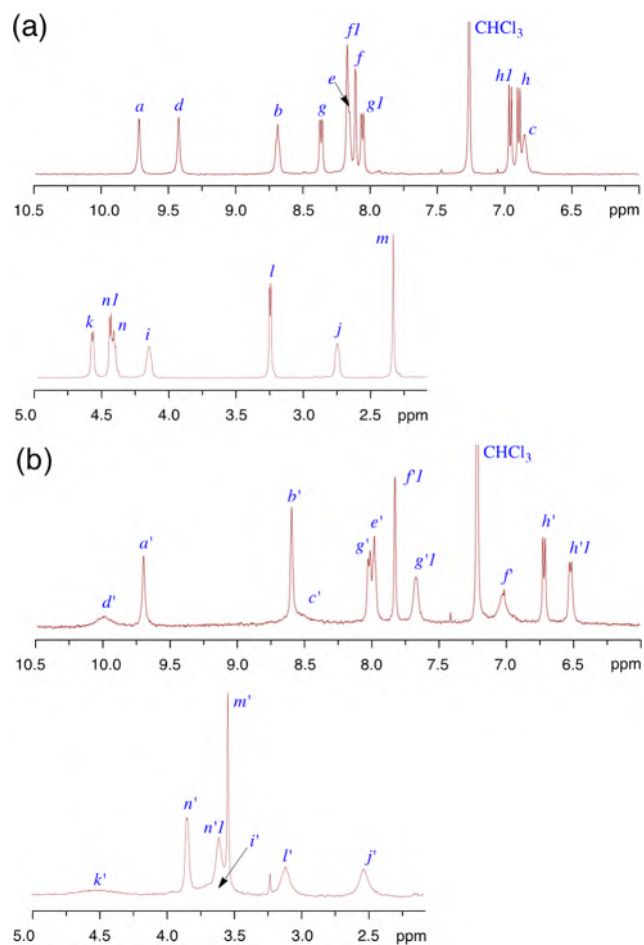 (a)
CHCl3
f1
f
e
g1
h1
h
a
d
b
g
c
10.5 10.0 9.5 9.0 8.5 8.0 7.5 7.0 6.5 ppm
m
l
n1
k
n
i
j
5.0 4.5 4.0 3.5 3.0 2.5 ppm
(b)
CHCl3
f'1
b'
a'
e'
g'
g'1
h'
h'1
f'
c'
d'
10.5 10.0 9.5 9.0 8.5 8.0 7.5 7.0 6.5 ppm
m'
n'
n'1
i'
l'
j'
k'
5.0 4.5 4.0 3.5 3.0 2.5 ppm